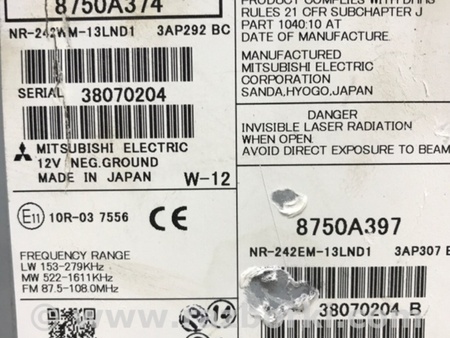 8750A374
NR-242WM-13LND1 3AP292 BC
SERIAL 38070204
MITSUBISHI ELECTRIC
12V NEG.GROUND
MADE IN JAPAN W-12
E11 10R-03 7556 CE
FREQUENCY RANGE
LW 153-279KHz
MW 522-1611KHz
FM 87.5-108.0MHz
14
PRODUCT COMPLIES WITH DHHS
RULES 21 CFR SUBCHAPTER J
PART 1040:10 AT
DATE OF MANUFACTURE.
MANUFACTURED
MITSUBISHI ELECTRIC
CORPORATION
SANDA,HYOGO,JAPAN
DANGER
INVISIBLE LASER RADIATION
WHEN OPEN.
AVOID DIRECT EXPOSURE TO BEAM
8750A397
NR-242EM-13LND1 3AP307
38070204 B